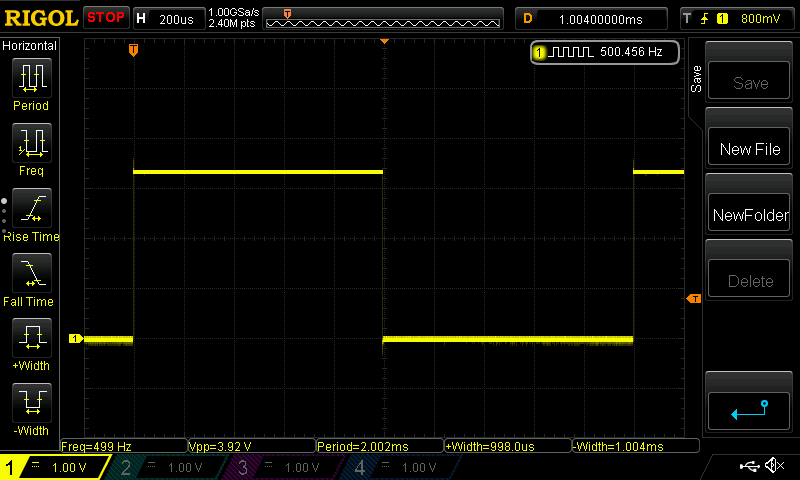 RIGOL STOP H 200us 1.00GSa/s 2.40M pts T D 1.00400000ms T 1 800mV
Horizontal
T
1 500.456 Hz
Save
Save
Period
New File
Freq
NewFolder
Rise Time
Delete
Fall Time
T
1
+Width
-Width
Freq=499 Hz Vpp=3.92 V Period=2.002ms +Width=998.0us -Width=1.004ms
1 1.00 V 2 1.00 V 3 1.00 V 4 1.00 V